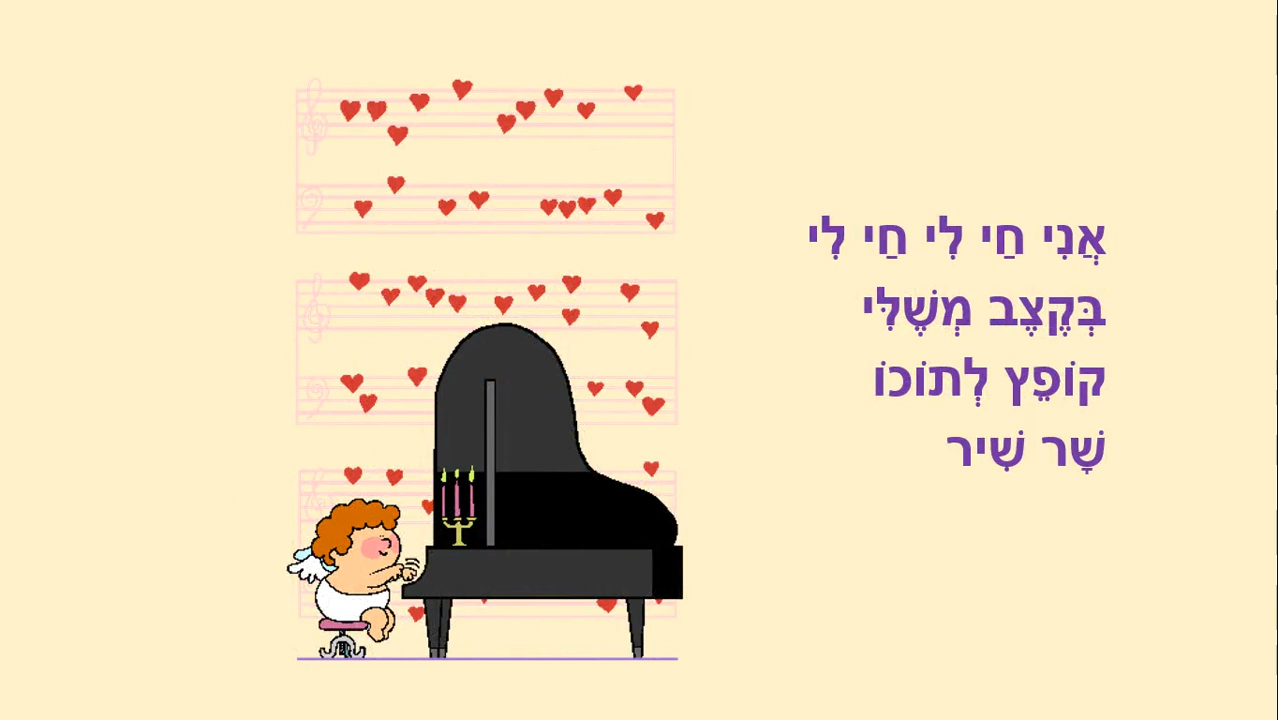 אֲנִי חַי לִי חַי לִי
בְּקֶצֶב מְשֶׁלִּי
קוֹפֵץ לְתוֹכוֹ
שָׁר שִׁיר